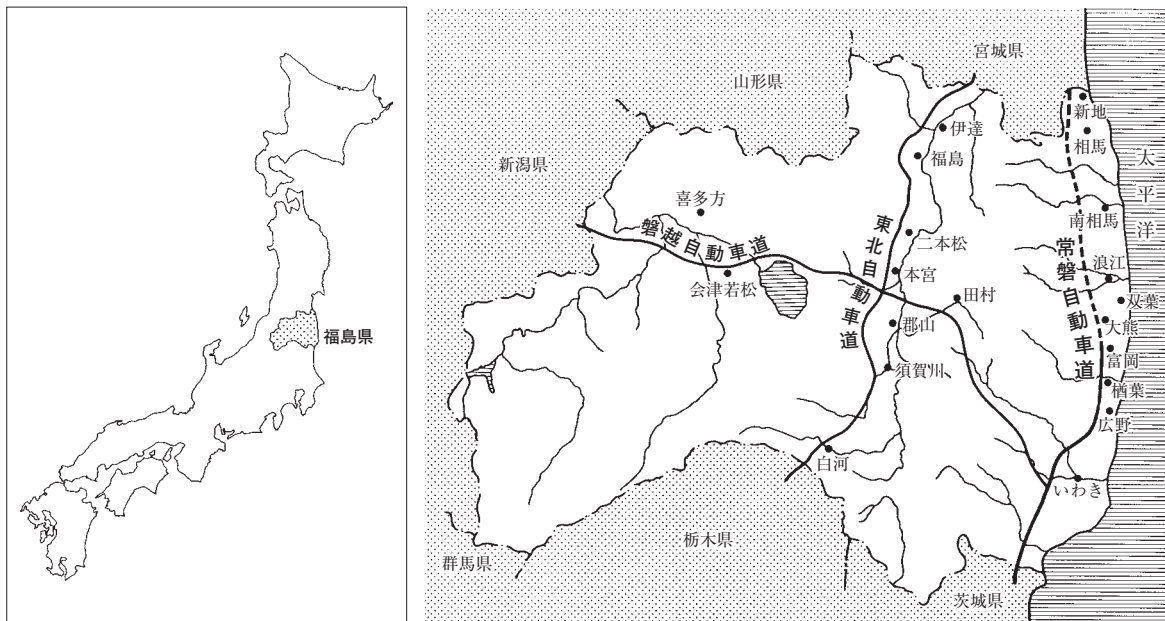 福島県
宮城県
山形県
新潟県
新地
相馬
太平洋
伊達
福島
喜多方
南相馬
磐越自動車道
東北自動車道
常磐自動車道
二本松
本宮
浪江
会津若松
田村
双葉
大熊
郡山
富岡
須賀川
楢葉
広野
白河
いわき
栃木県
群馬県
茨城県